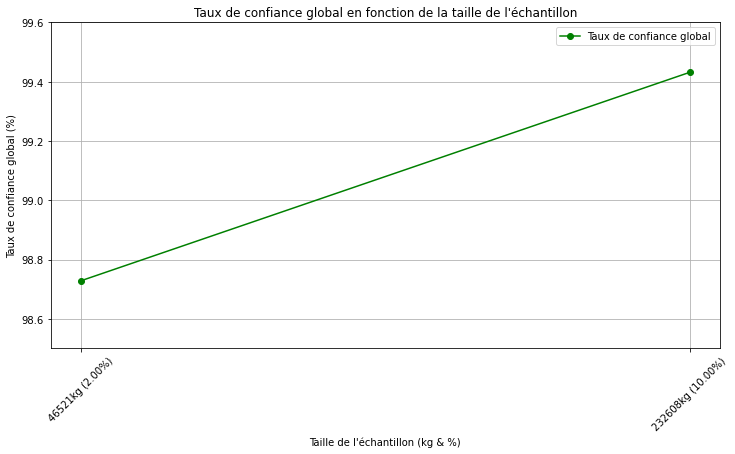 Taux de confiance global en fonction de la taille de l'échantillon
Taux de confiance global
Taux de confiance global (%)
99.6
99.4
99.2
99.0
98.8
98.6
46521kg (2.00%)
232608kg (10.00%)
Taille de l'échantillon (kg & %)